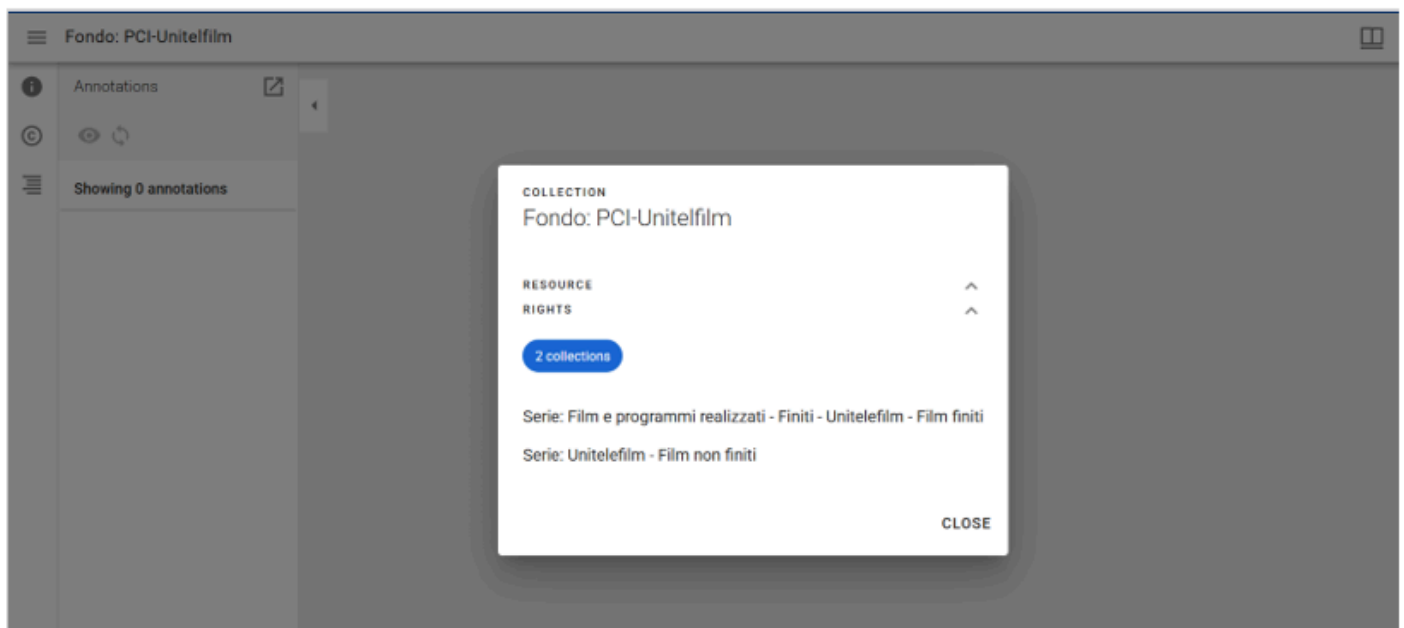 Fondo: PCI-Unitelfilm
Annotations
Showing 0 annotations
COLLECTION
Fondo: PCI-Unitelfilm
RESOURCE
RIGHTS
2 collections
Serie: Film e programmi realizzati - Finiti - Unitelefilm - Film finiti
Serie: Unitelefilm - Film non finiti
CLOSE